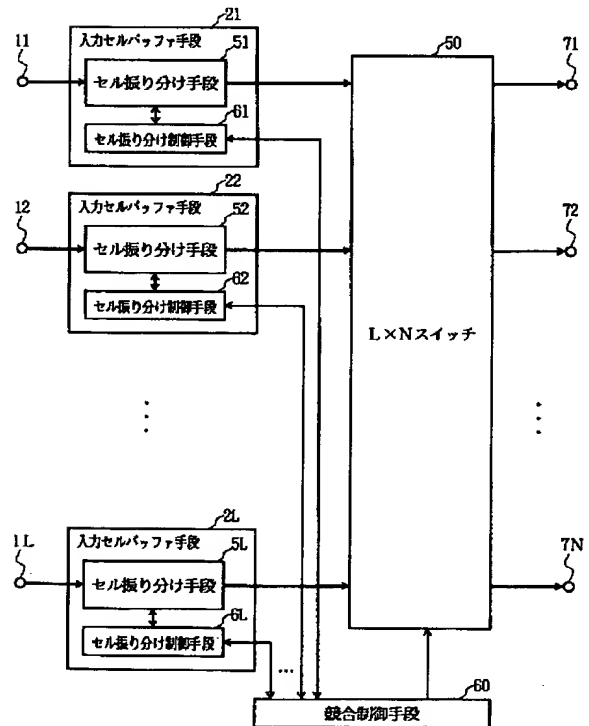 11
21
入力セルバッファ手段
51
セル振り分け手段
61
セル振り分け制御手段
50
71
12
22
入力セルバッファ手段
52
セル振り分け手段
62
セル振り分け制御手段
72
L×Nスイッチ
1L
2L
入力セルバッファ手段
5L
セル振り分け手段
6L
セル振り分け制御手段
7N
60
競合制御手段